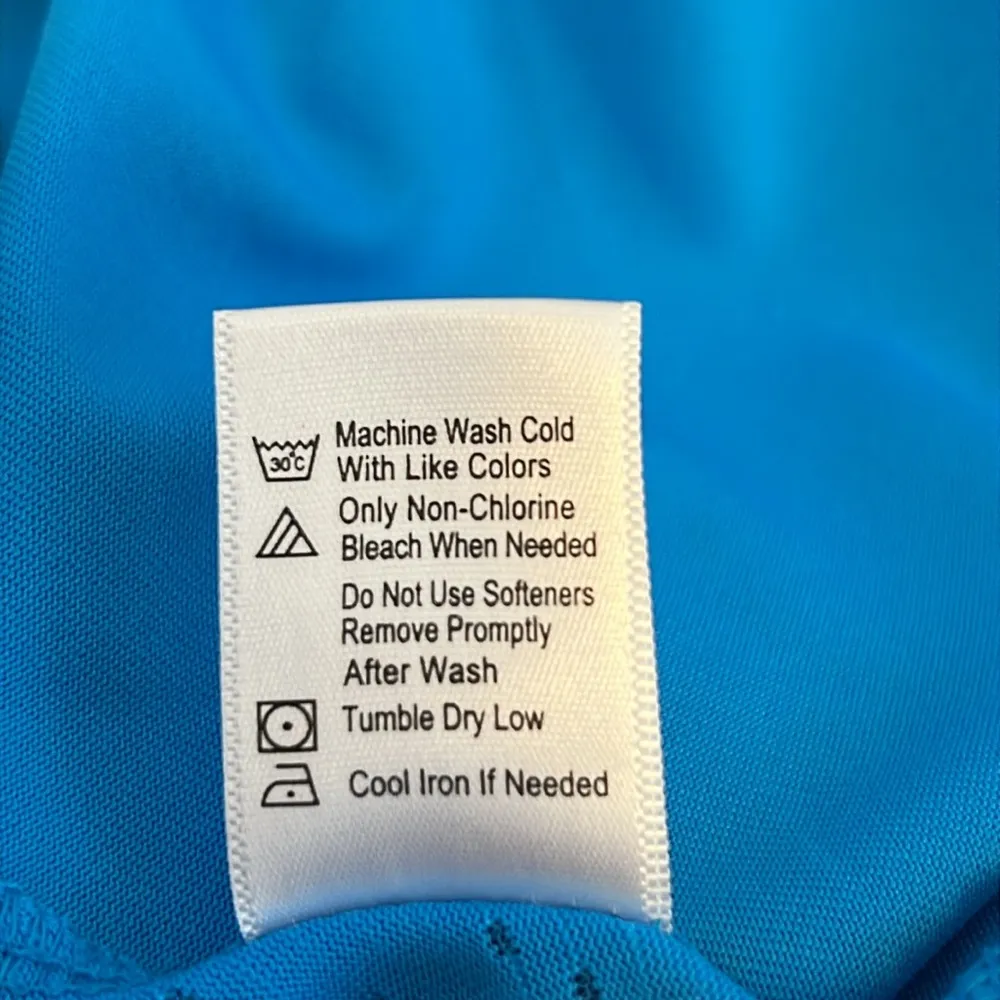 Machine Wash Cold
30°C
With Like Colors
Only Non-Chlorine
Bleach When Needed
Do Not Use Softeners
Remove Promptly
After Wash
Tumble Dry Low
Cool Iron If Needed